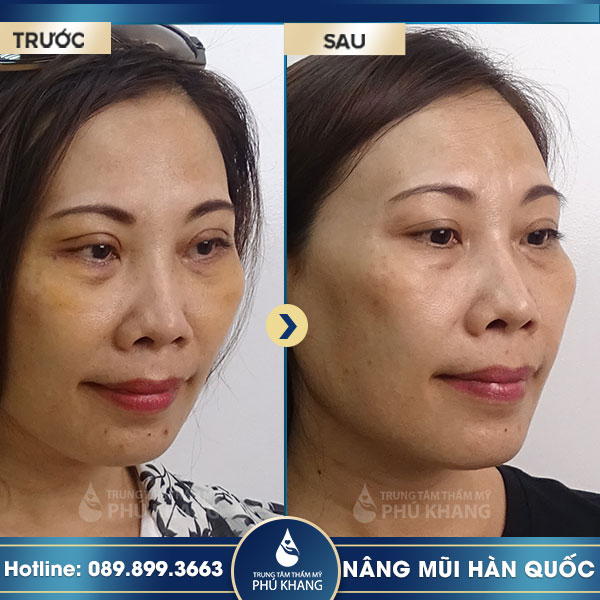 TRƯỚC
SAU
TRUNG TÂM THẨM MỸ
PHÚ KHANG
TRUNG TÂM THẨM MỸ
PHÚ KHANG
Hotline: 089.899.3663
TRUNG TÂM THẨM MỸ
PHÚ KHANG
NÂNG MŨI HÀN QUỐC